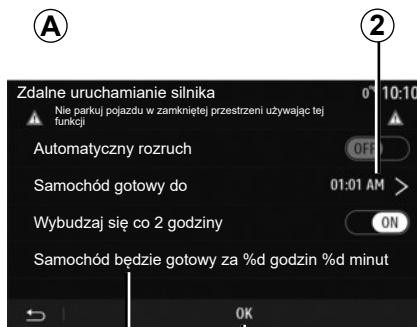 A
2
Zdalne uruchamianie silnika 0° 10:10
Nie parkuj pojazdu w zamkniętej przestrzeni używając tej
funkcji
Automatyczny rozruch OFF
Samochód gotowy do 01:01 AM >
Wybudzaj się co 2 godziny ON
Samochód będzie gotowy za %d godzin %d minut
OK